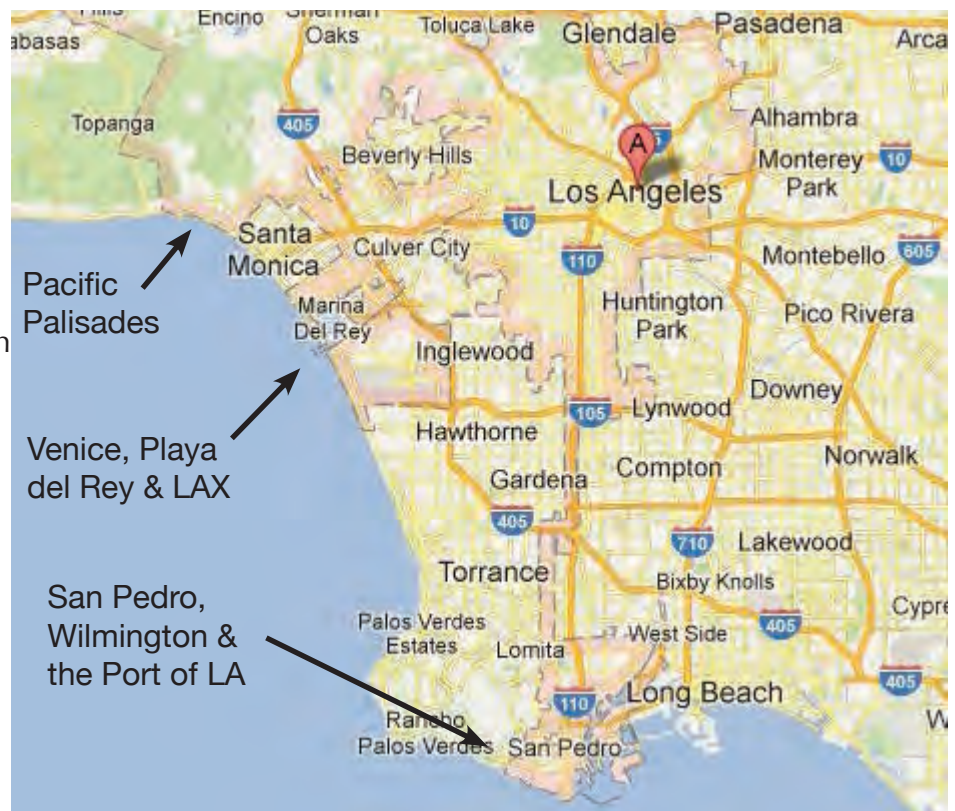 Encino
Sherman
Oaks
Toluca Lake
Glendale
Pasadena
Arca
abasas
Topanga
405
5
Alhambra
Beverly Hills
A
Monterey
Park
10
Los Angeles
10
Santa
Monica
Culver City
110
Montebello
605
Pacific
Palisades
Marina
Del Rey
Huntington
Park
Pico Rivera
n
Inglewood
Downey
105
Lynwood
Hawthorne
Venice, Playa
del Rey & LAX
Norwalk
Gardena
Compton
405
710
Lakewood
Torrance
Bixby Knolls
San Pedro,
Wilmington &
the Port of LA
Cypre
Palos Verdes
Estates
405
Lomita
West Side
405
Long Beach
110
Rancho
Palos Verdes
San Pedro
W